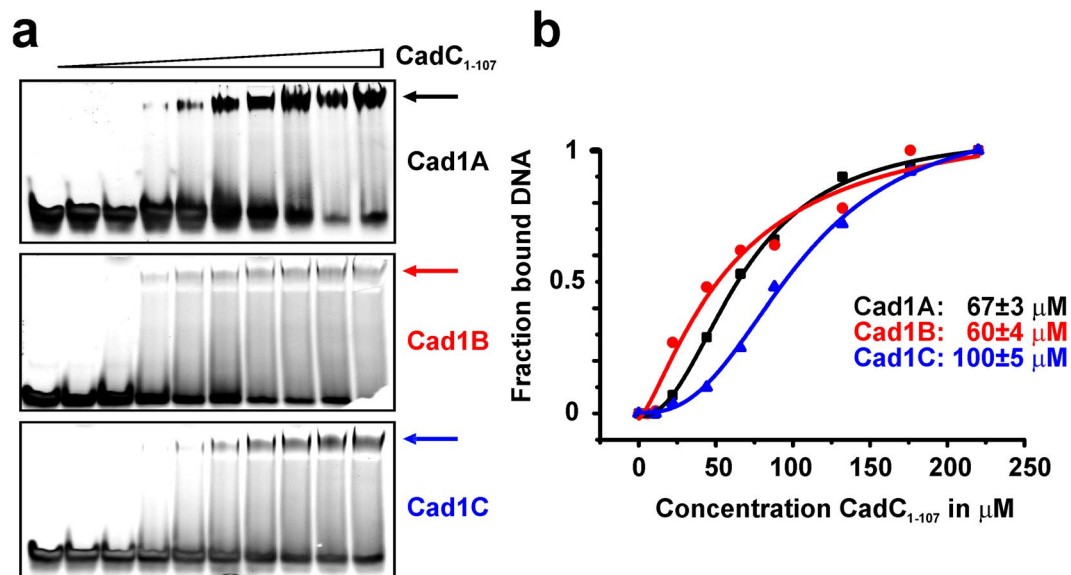 a
CadC1-107
Cad1A
Cad1B
Cad1C
b
Fraction bound DNA
1
0.5
0
Cad1A: 67±3 μM
Cad1B: 60±4 μM
Cad1C: 100±5 μM
0 50 100 150 200 250
Concentration CadC1-107 in μM